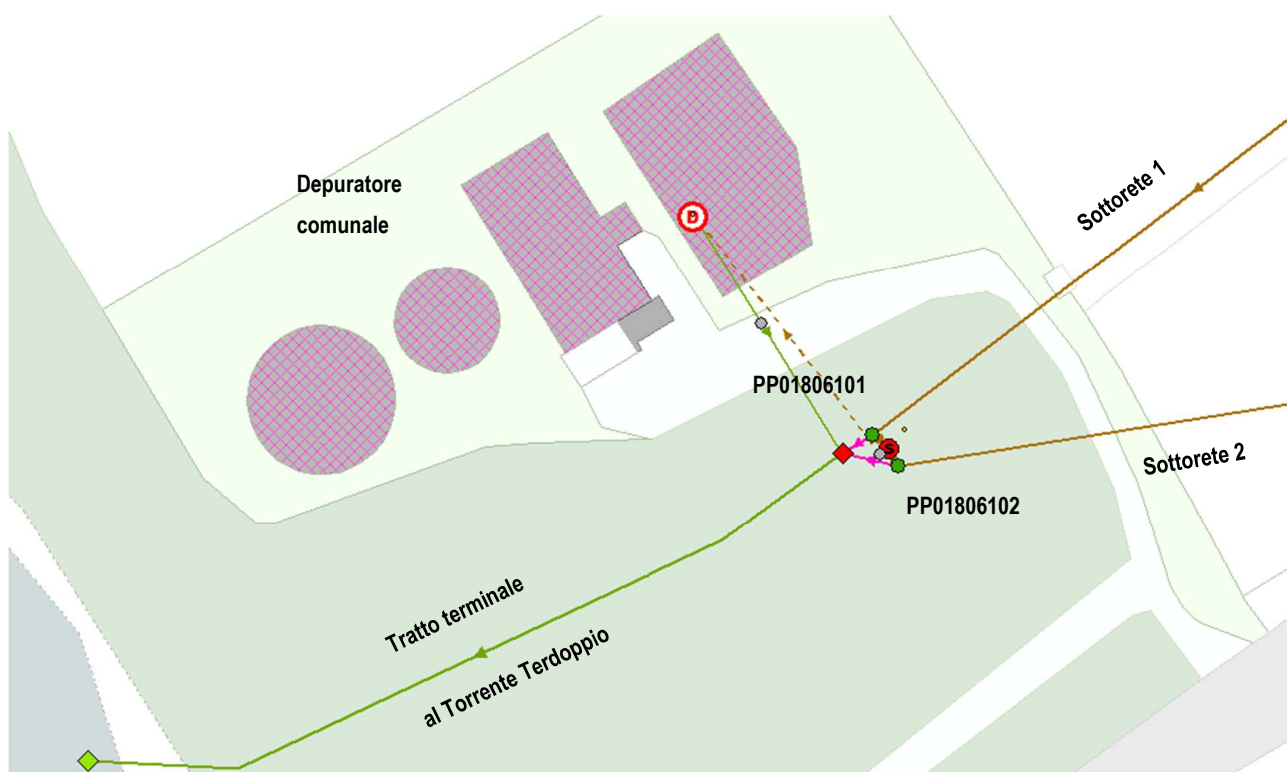 Depuratore
comunale
D
Sottorete 1
PP01806101
S
Sottorete 2
PP01806102
Tratto terminale
al Torrente Terdoppio